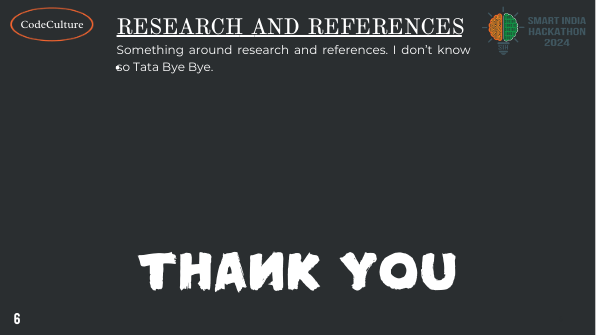 CodeCulture
RESEARCH AND REFERENCES
SMART INDIA
HACKATHON
2024
Something around research and references. I don't know
so Tata Bye Bye.
THANK YOU
6